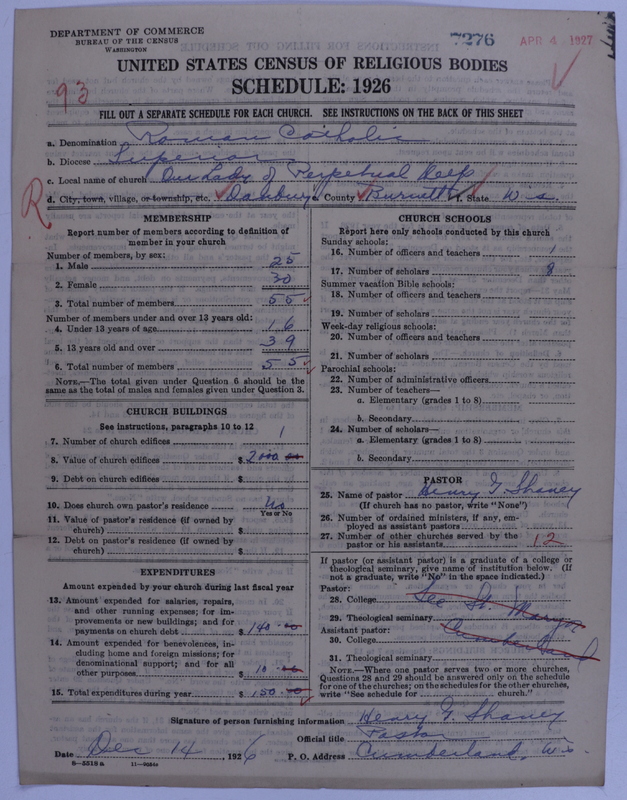 DEPARTMENT OF COMMERCE
BUREAU OF THE CENSUS
WASHINGTON
7276
APR 4 1927
UNITED STATES CENSUS OF RELIGIOUS BODIES
SCHEDULE: 1926
93
FILL OUT A SEPARATE SCHEDULE FOR EACH CHURCH. SEE INSTRUCTIONS ON THE BACK OF THIS SHEET
a. Denomination Roman Catholic
b. Diocese Superior
c. Local name of church Our Lady of Perpetual Help
R d. City, town, village, or township, etc. Danbury e. County Burnett f. State Wis.
MEMBERSHIP
Report number of members according to definition of member in your church
Number of members, by sex:
1. Male 25
2. Female 30
3. Total number of members 55
Number of members under and over 13 years old:
4. Under 13 years of age 16
5. 13 years old and over 39
6. Total number of members 55
NOTE.—The total given under Question 6 should be the same as the total of males and females given under Question 3.
CHURCH BUILDINGS
See instructions, paragraphs 10 to 12
7. Number of church edifices 1
8. Value of church edifices $ 2000 00
9. Debt on church edifices $
10. Does church own pastor's residence No
Yes or No
11. Value of pastor's residence (if owned by church) $
12. Debt on pastor's residence (if owned by church) $
EXPENDITURES
Amount expended by your church during last fiscal year
13. Amount expended for salaries, repairs, and other running expenses; for improvements or new buildings; and for payments on church debt $ 140.00
14. Amount expended for benevolences, including home and foreign missions; for denominational support; and for all other purposes $ 10.00
15. Total expenditures during year $ 150.00
CHURCH SCHOOLS
Report here only schools conducted by this church
Sunday schools:
16. Number of officers and teachers 1
17. Number of scholars 8
Summer vacation Bible schools:
18. Number of officers and teachers
19. Number of scholars
Week-day religious schools:
20. Number of officers and teachers
21. Number of scholars
Parochial schools:
22. Number of administrative officers
23. Number of teachers—
a. Elementary (grades 1 to 8)
b. Secondary
24. Number of scholars—
a. Elementary (grades 1 to 8)
b. Secondary
PASTOR
25. Name of pastor Henry G. Shaney
(If church has no pastor, write "None")
26. Number of ordained ministers, if any, employed as assistant pastors
27. Number of other churches served by the pastor or his assistants 12
If pastor (or assistant pastor) is a graduate of a college or theological seminary, give name of institution below. (If not a graduate, write "No" in the space indicated.)
Pastor:
28. College See St. Mary's
29. Theological seminary
Assistant pastor: Cumberland
30. College
31. Theological seminary
NOTE.—Where one pastor serves two or more churches, Questions 28 and 29 should be answered only on the schedule for one of the churches; on the schedules for the other churches, write "See schedule for church."
Signature of person furnishing information Henry G. Shaney
Official title Pastor
Date Dec 14, 1926 P. O. Address Cumberland, Wis.
8—5518a 11—9054a